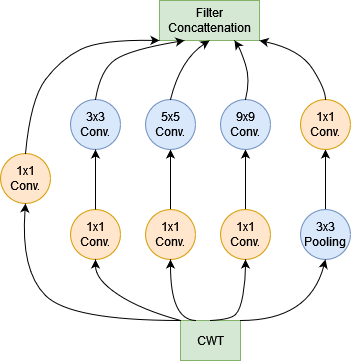 Filter
Concattenation
3x3
Conv.
5x5
Conv.
9x9
Conv.
1x1
Conv.
1x1
Conv.
1x1
Conv.
1x1
Conv.
1x1
Conv.
3x3
Pooling
CWT